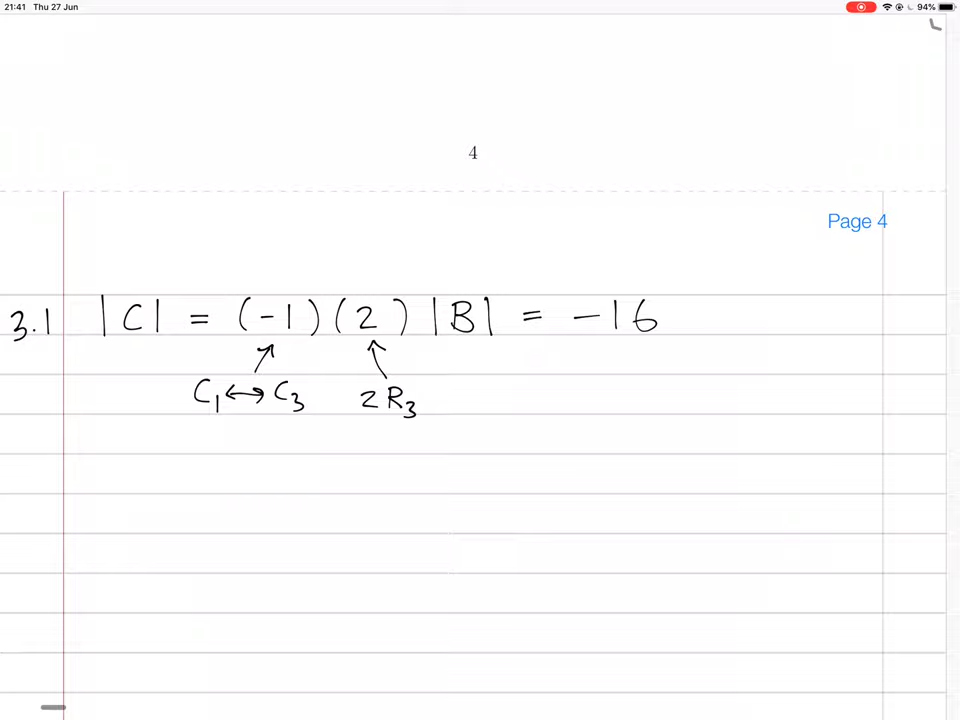 21:41 Thu 27 Jun 94%
4
Page 4
3.1 |C| = (-1)(2)|B| = -16
C₁↔C₃ 2R₃